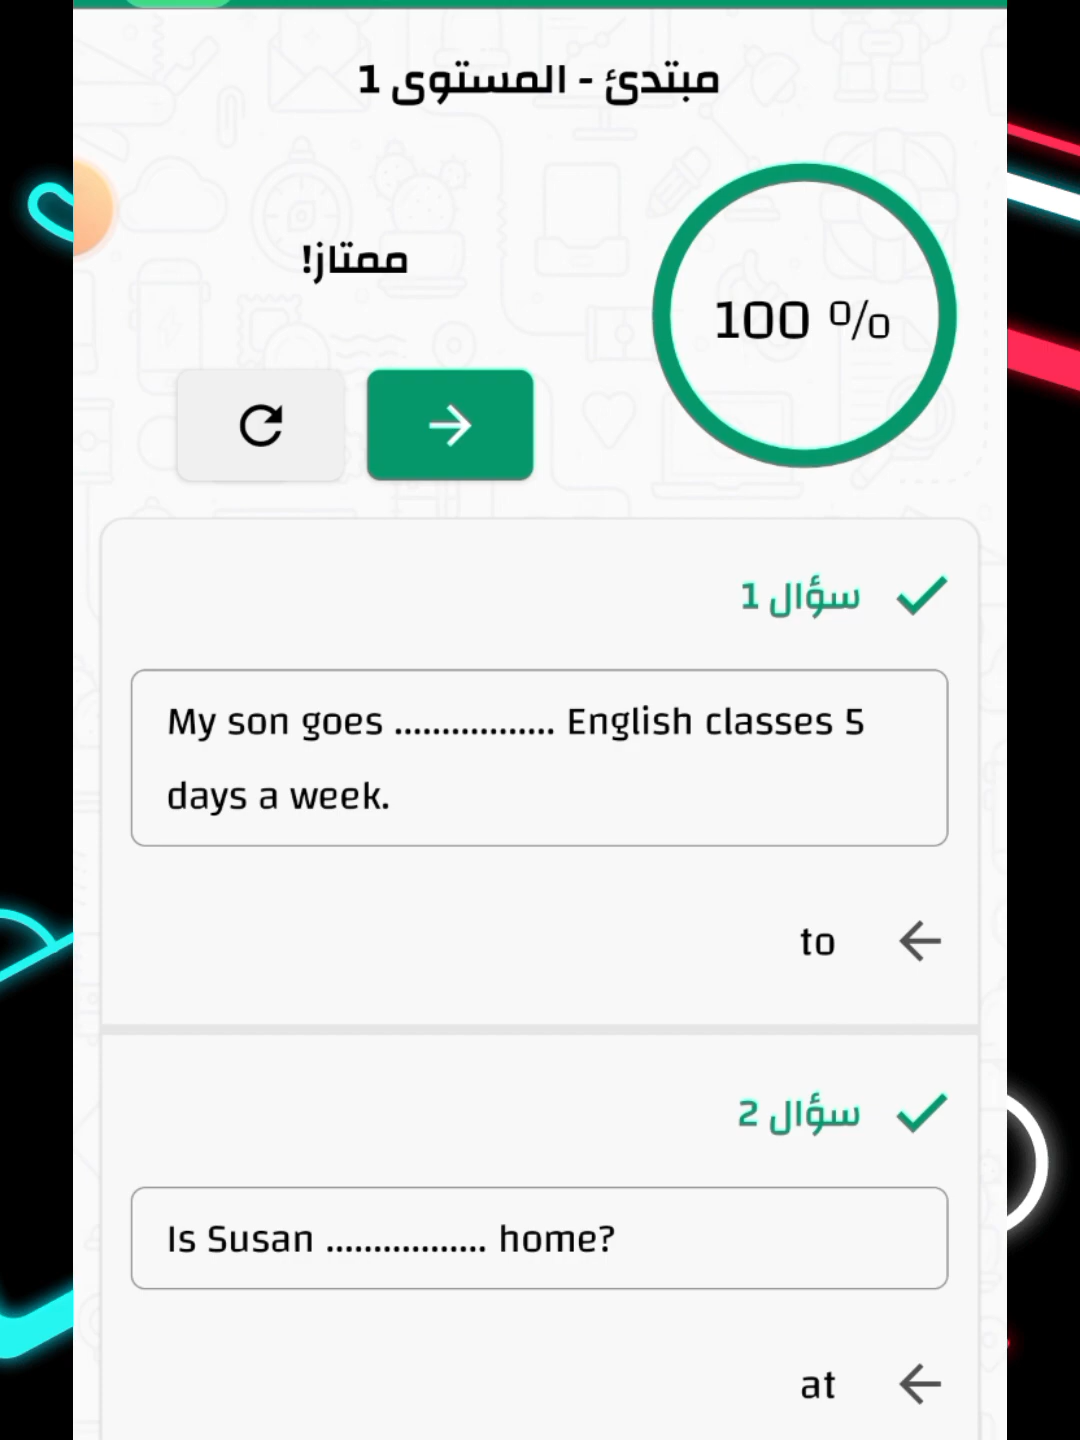 مبتدئ - المستوى 1
ممتاز!
100 %
سؤال 1
My son goes ................. English classes 5
days a week.
to
سؤال 2
Is Susan ................. home?
at